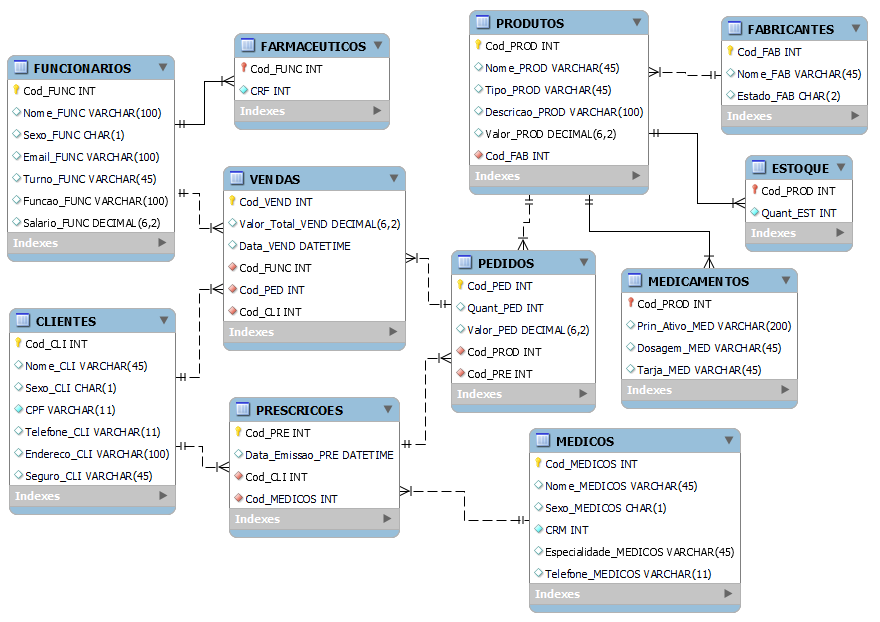 FUNCIONARIOS
Cod_FUNC INT
Nome_FUNC VARCHAR(100)
Sexo_FUNC CHAR(1)
Email_FUNC VARCHAR(100)
Turno_FUNC VARCHAR(45)
Funcao_FUNC VARCHAR(100)
Salario_FUNC DECIMAL(6,2)
Indexes
FARMACEUTICOS
Cod_FUNC INT
CRF INT
Indexes
PRODUTOS
Cod_PROD INT
Nome_PROD VARCHAR(45)
Tipo_PROD VARCHAR(45)
Descricao_PROD VARCHAR(100)
Valor_PROD DECIMAL(6,2)
Cod_FAB INT
Indexes
FABRICANTES
Cod_FAB INT
Nome_FAB VARCHAR(45)
Estado_FAB CHAR(2)
Indexes
VENDAS
Cod_VEND INT
Valor_Total_VEND DECIMAL(6,2)
Data_VEND DATETIME
Cod_FUNC INT
Cod_PED INT
Cod_CLI INT
Indexes
ESTOQUE
Cod_PROD INT
Quant_EST INT
Indexes
PEDIDOS
Cod_PED INT
Quant_PED INT
Valor_PED DECIMAL(6,2)
Cod_PROD INT
Cod_PRE INT
Indexes
MEDICAMENTOS
Cod_PROD INT
Prin_Ativo_MED VARCHAR(200)
Dosagem_MED VARCHAR(45)
Tarja_MED VARCHAR(45)
Indexes
CLIENTES
Cod_CLI INT
Nome_CLI VARCHAR(45)
Sexo_CLI CHAR(1)
CPF VARCHAR(11)
Telefone_CLI VARCHAR(11)
Endereco_CLI VARCHAR(100)
Seguro_CLI VARCHAR(45)
Indexes
PRESCRICOES
Cod_PRE INT
Data_Emissao_PRE DATETIME
Cod_CLI INT
Cod_MEDICOS INT
Indexes
MEDICOS
Cod_MEDICOS INT
Nome_MEDICOS VARCHAR(45)
Sexo_MEDICOS CHAR(1)
CRM INT
Especialidade_MEDICOS VARCHAR(45)
Telefone_MEDICOS VARCHAR(11)
Indexes